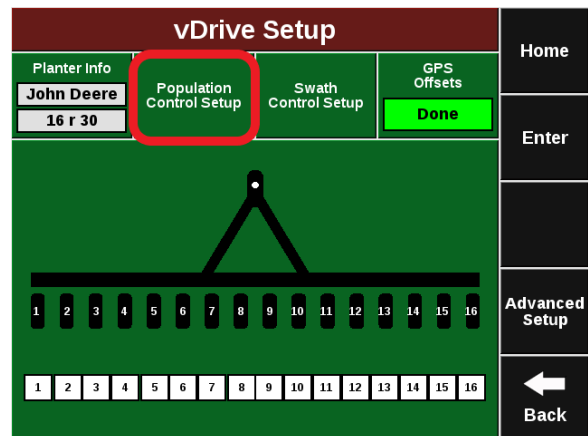 vDrive Setup
Home
Planter Info
John Deere
16 r 30
Population
Control Setup
Swath
Control Setup
GPS
Offsets
Done
Enter
1 2 3 4 5 6 7 8 9 10 11 12 13 14 15 16
Advanced
Setup
1 2 3 4 5 6 7 8 9 10 11 12 13 14 15 16
Back